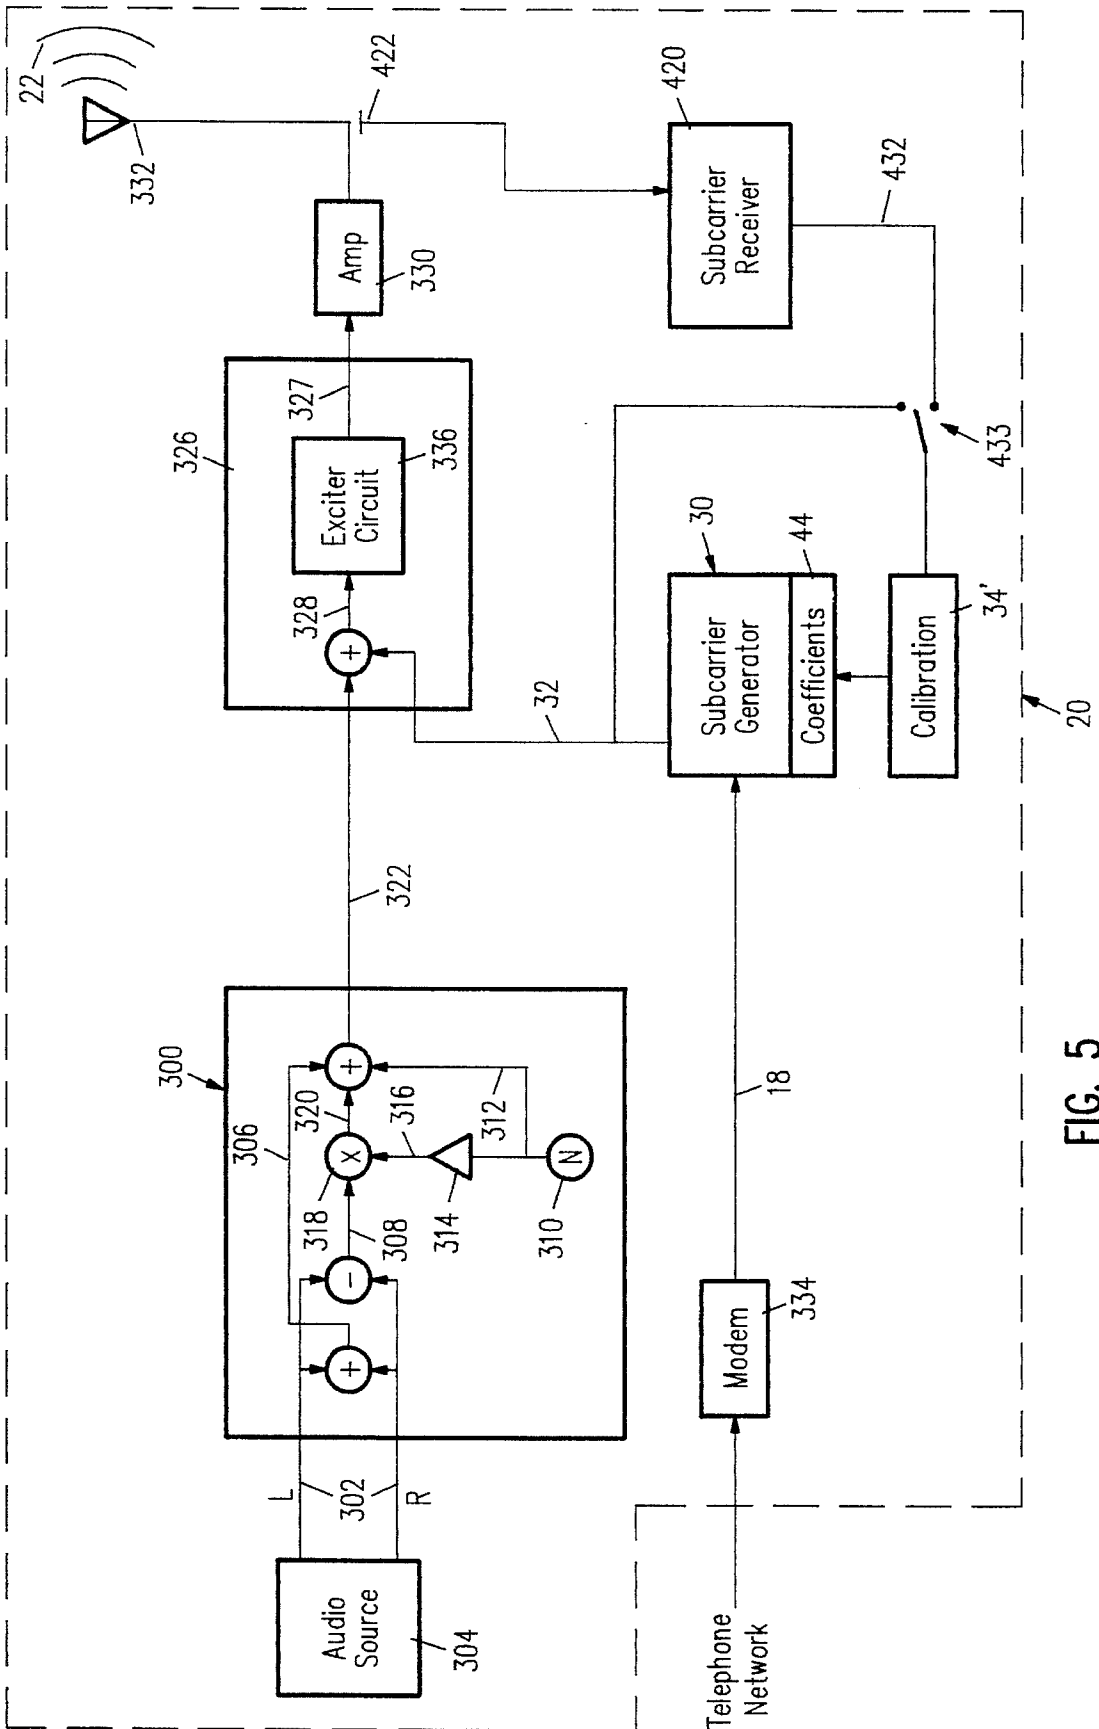 22
332
422
420
Subcarrier
Receiver
432
Amp
330
326
327
Exciter
Circuit
336
328
+
433
30
Subcarrier
Generator
44
Coefficients
Calibration
34'
32
20
322
300
306
+
320
X
318
316
312
314
N
310
308
-
+
18
Modem
334
L
302
R
Audio
Source
304
Telephone
Network
FIG. 5